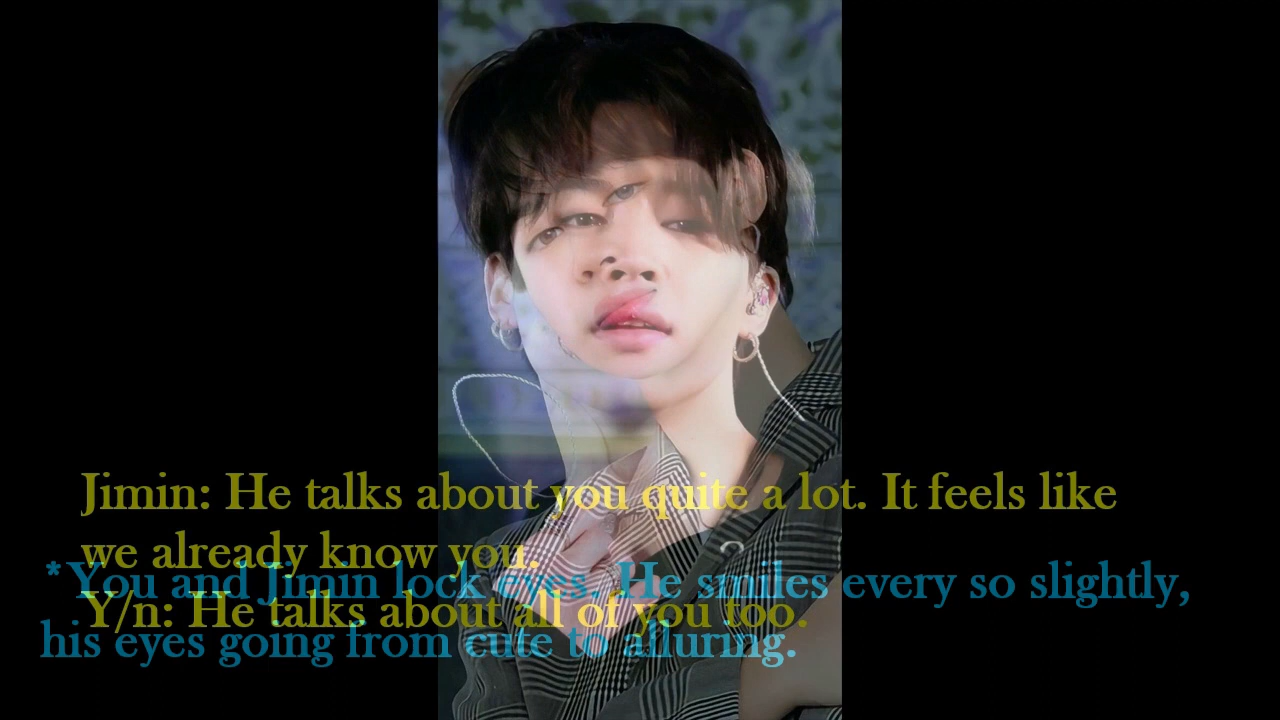 Jimin: He talks about you quite a lot. It feels like
we already know you.
Y/n: He talks about all of you too.
*You and Jimin lock eyes. He smiles every so slightly,
his eyes going from cute to alluring.